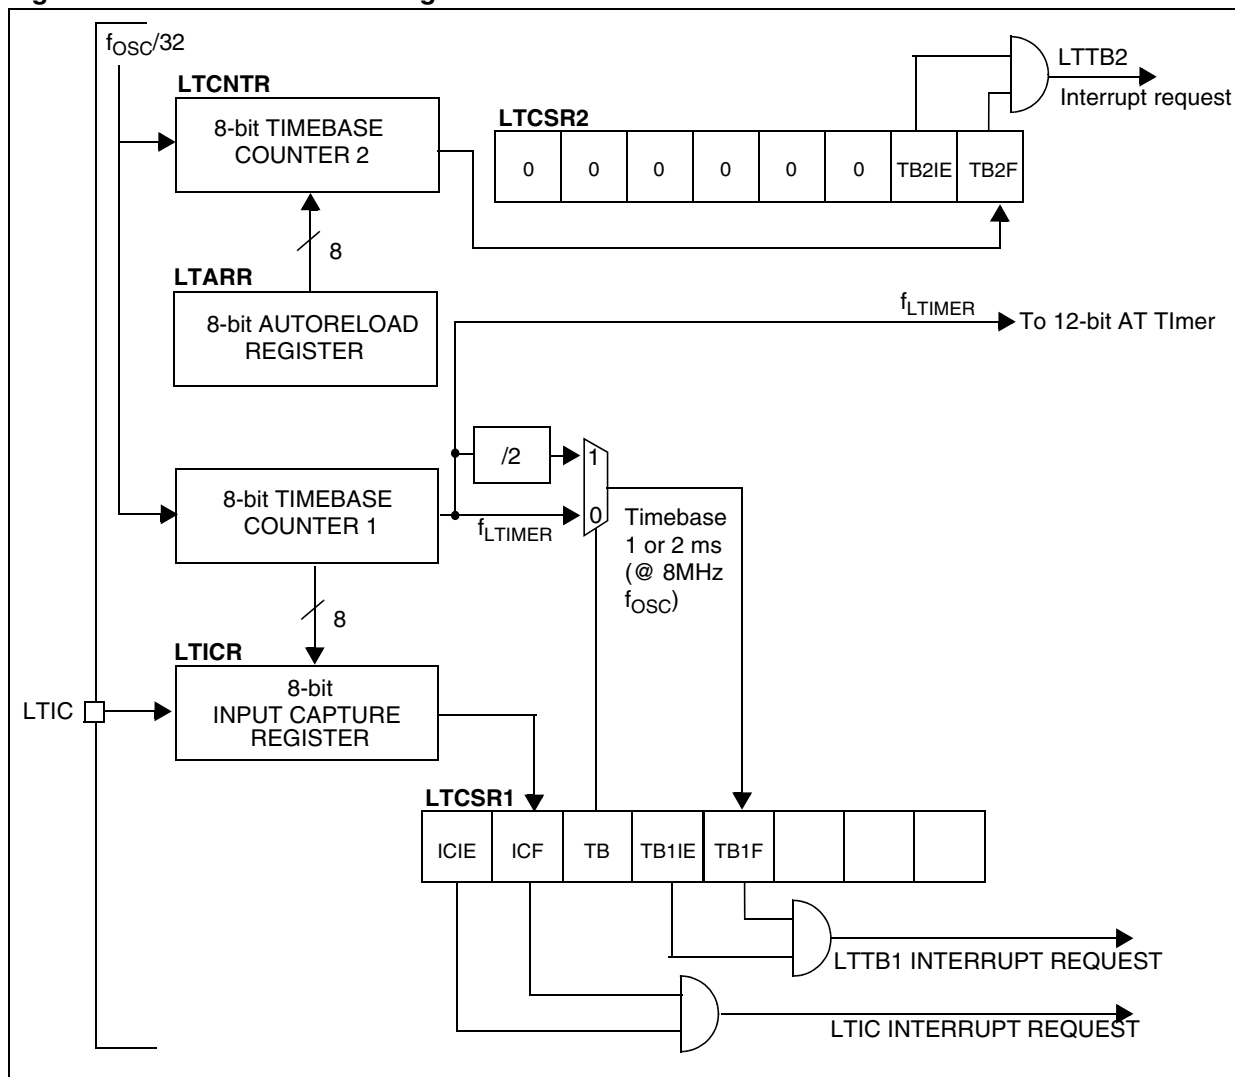 fOSC/32
LTCNTR
8-bit TIMEBASE
COUNTER 2
8
LTARR
8-bit AUTORELOAD
REGISTER
LTCSR2
0 0 0 0 0 0 TB2IE TB2F
LTTB2
Interrupt request
fLTIMER
To 12-bit AT TImer
/2
1
0
8-bit TIMEBASE
COUNTER 1
fLTIMER
Timebase
1 or 2 ms
(@ 8MHz
fOSC)
8
LTICR
LTIC
8-bit
INPUT CAPTURE
REGISTER
LTCSR1
ICIE ICF TB TB1IE TB1F
LTTB1 INTERRUPT REQUEST
LTIC INTERRUPT REQUEST